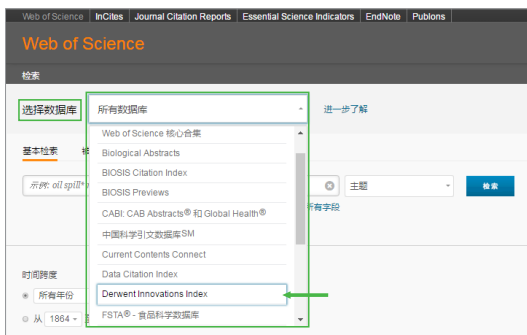 Web of Science InCites Journal Citation Reports Essential Science Indicators EndNote Publons
Web of Science
检索
选择数据库 所有数据库 进一步了解
Web of Science 核心合集
基本检索
Biological Abstracts
BIOSIS Citation Index
示例: oil spill* 主题 检索
BIOSIS Previews
所有字段
CABI: CAB Abstracts® 和 Global Health®
中国科学引文数据库SM
Current Contents Connect
时间跨度
Data Citation Index
所有年份 Derwent Innovations Index
从 1864 FSTA® - 食品科学数据库